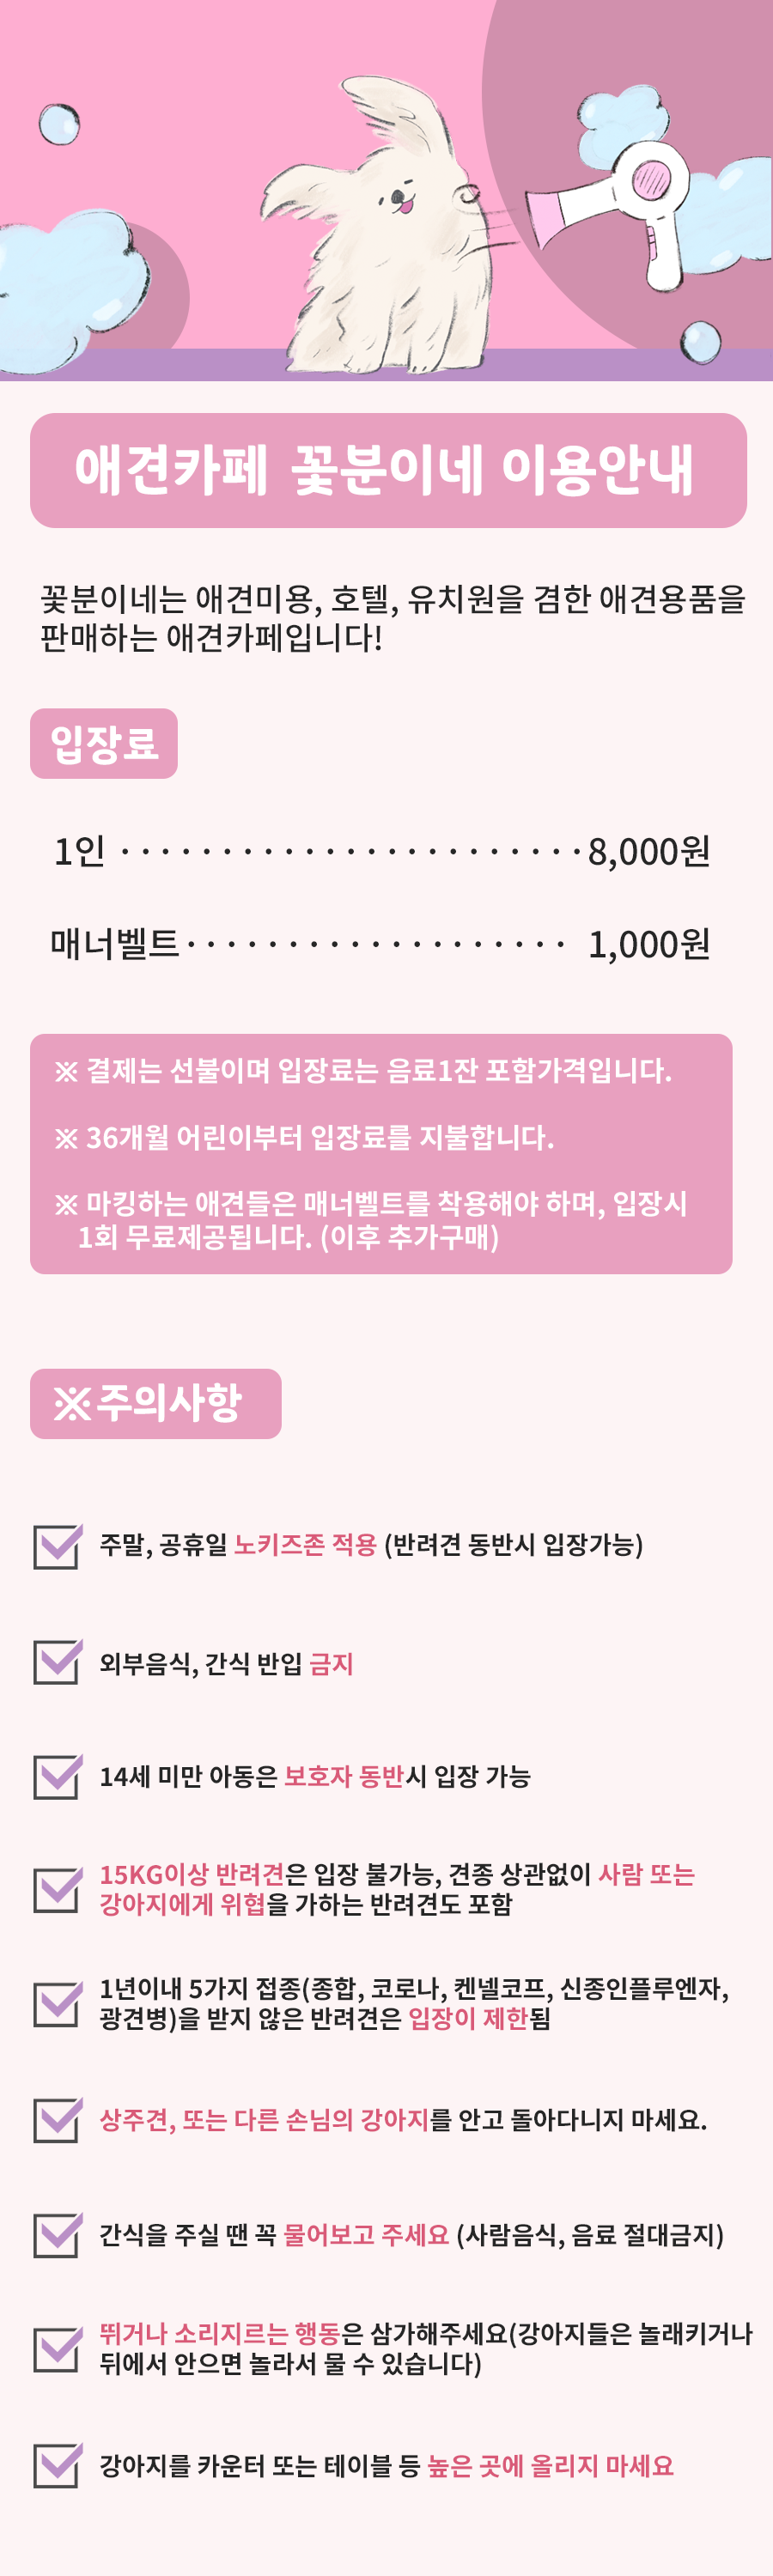 애견카페 꽃분이네 이용안내
꽃분이네는 애견미용, 호텔, 유치원을 겸한 애견용품을
판매하는 애견카페입니다!
입장료
1인 ························ 8,000원
매너벨트 ··················· 1,000원
※ 결제는 선불이며 입장료는 음료1잔 포함가격입니다.
※ 36개월 어린이부터 입장료를 지불합니다.
※ 마킹하는 애견들은 매너벨트를 착용해야 하며, 입장시
1회 무료제공됩니다. (이후 추가구매)
※주의사항
주말, 공휴일 노키즈존 적용 (반려견 동반시 입장가능)
외부음식, 간식 반입 금지
14세 미만 아동은 보호자 동반시 입장 가능
15KG이상 반려견은 입장 불가능, 견종 상관없이 사람 또는
강아지에게 위협을 가하는 반려견도 포함
1년이내 5가지 접종(종합, 코로나, 켄넬코프, 신종인플루엔자,
광견병)을 받지 않은 반려견은 입장이 제한됨
상주견, 또는 다른 손님의 강아지를 안고 돌아다니지 마세요.
간식을 주실 땐 꼭 물어보고 주세요 (사람음식, 음료 절대금지)
뛰거나 소리지르는 행동은 삼가해주세요(강아지들은 놀래키거나
뒤에서 안으면 놀라서 물 수 있습니다)
강아지를 카운터 또는 테이블 등 높은 곳에 올리지 마세요